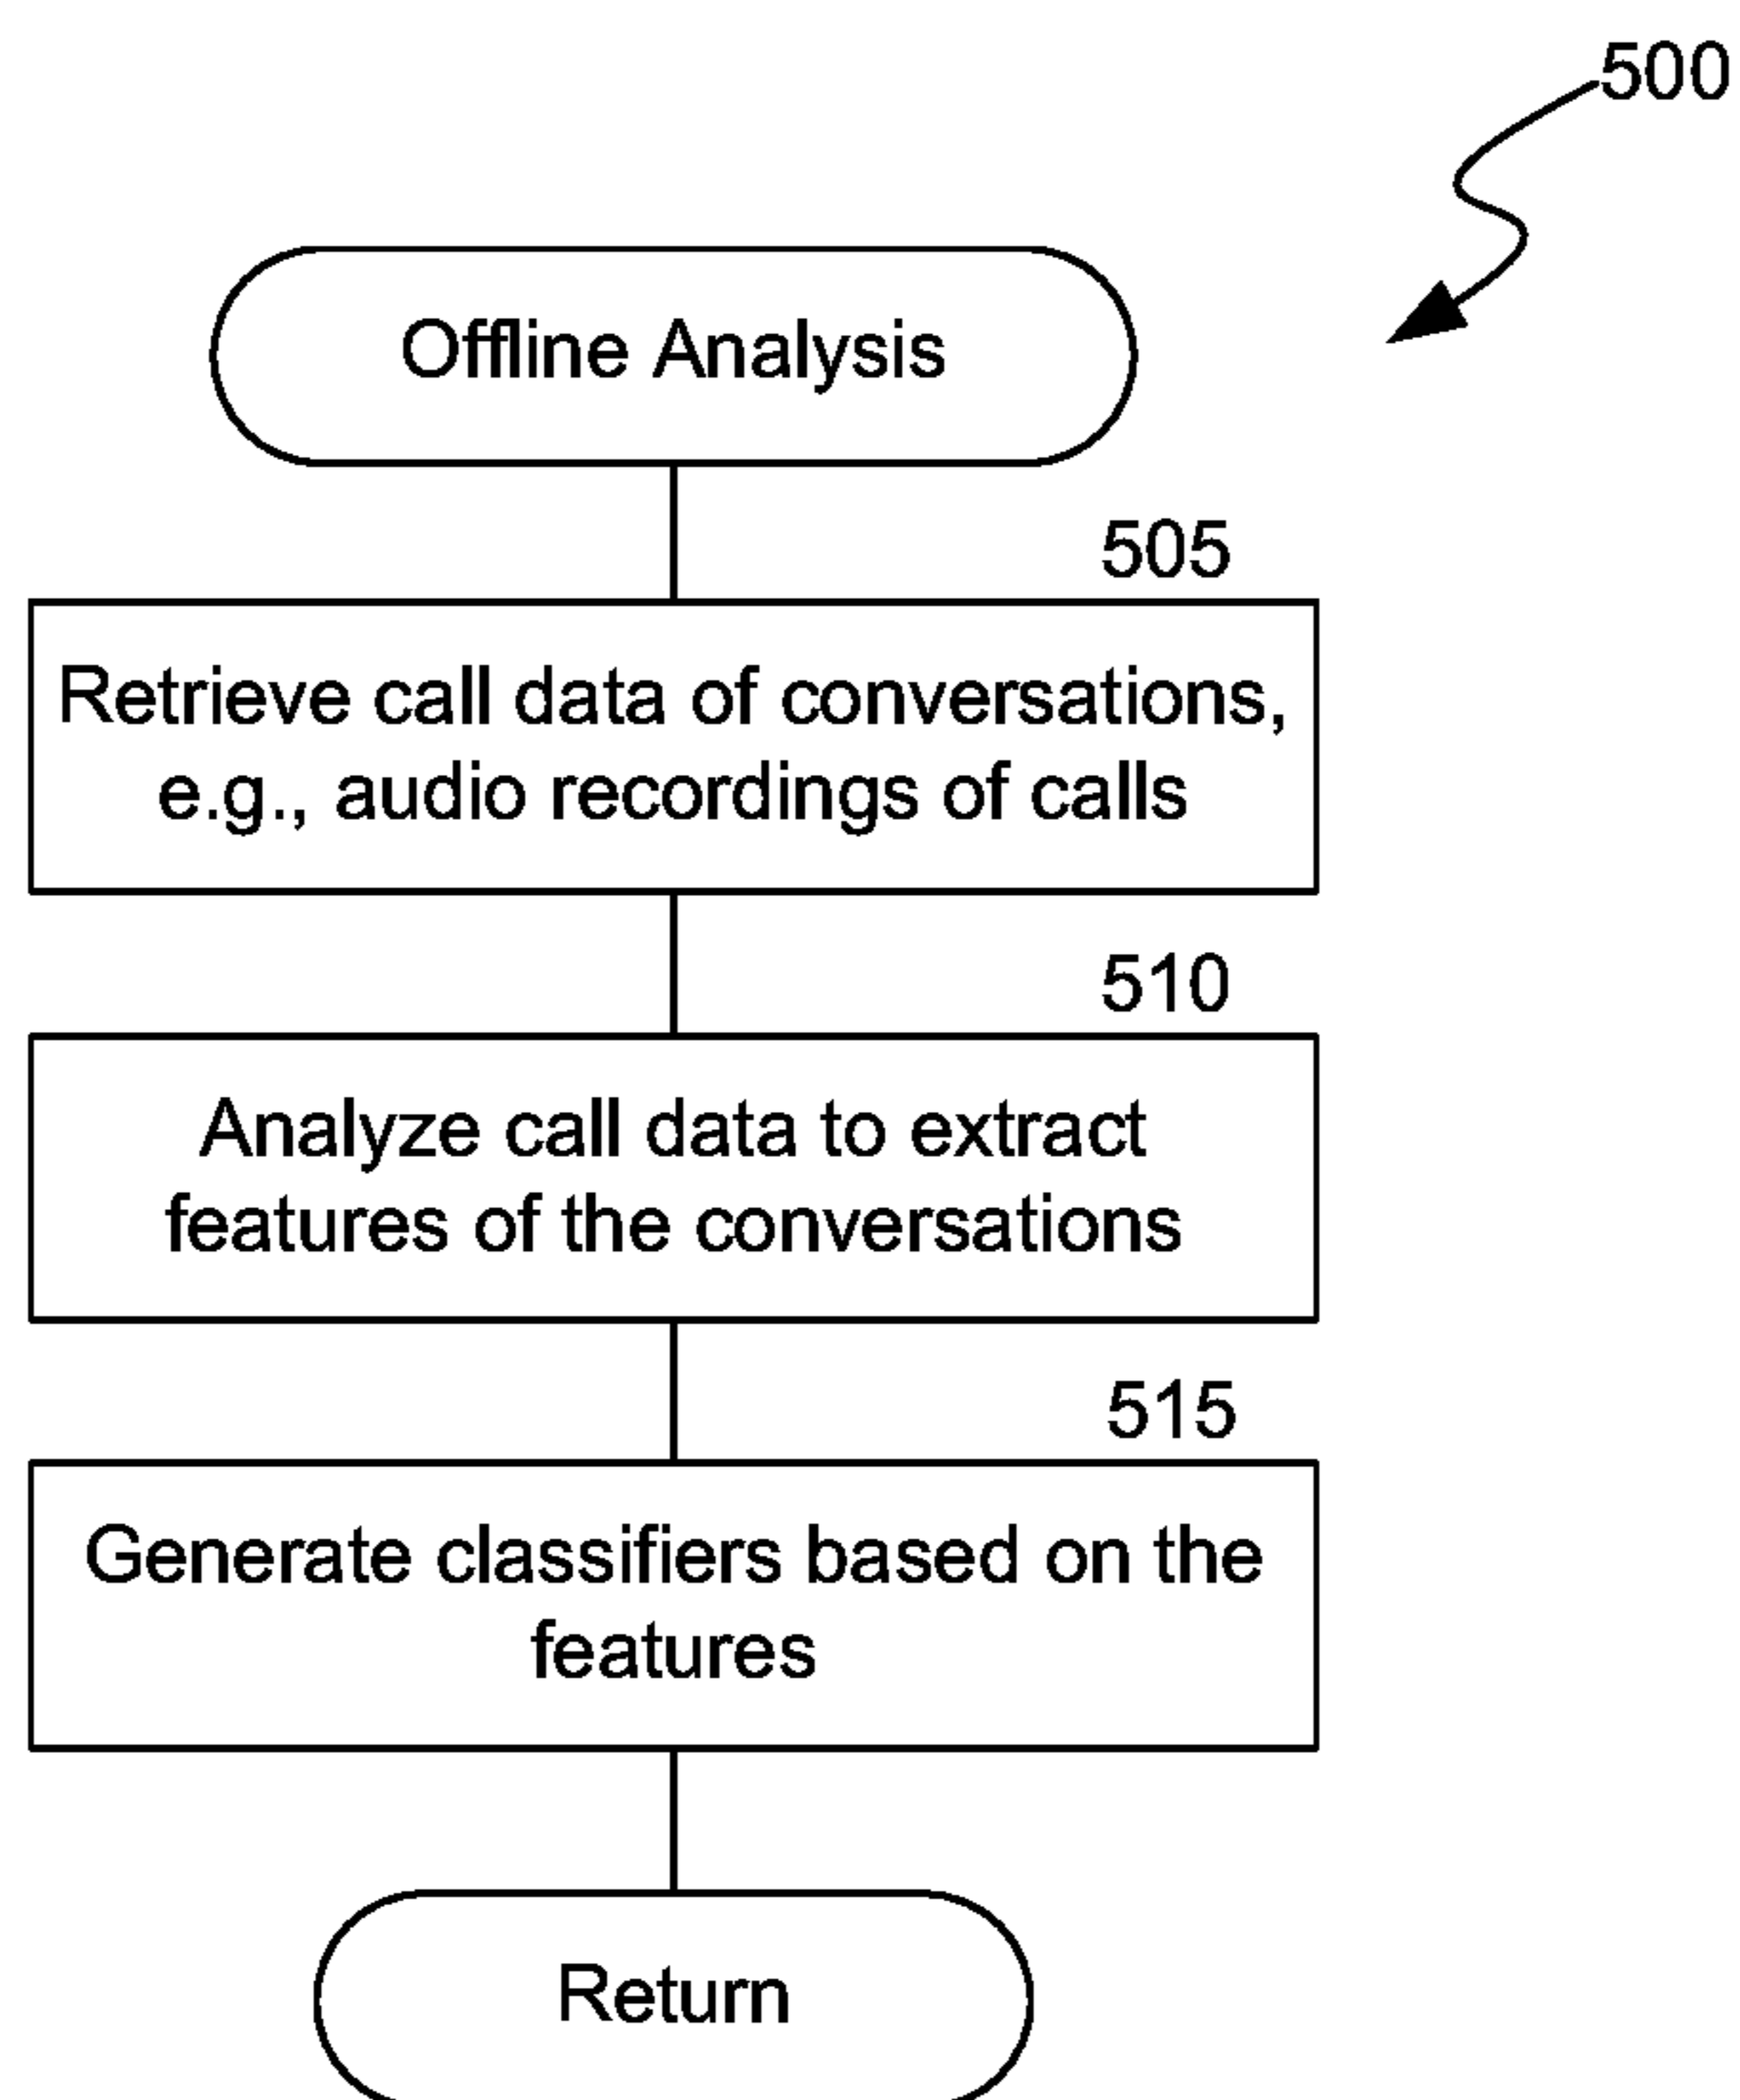 500
Offline Analysis
505
Retrieve call data of conversations,
e.g., audio recordings of calls
510
Analyze call data to extract
features of the conversations
515
Generate classifiers based on the
features
Return